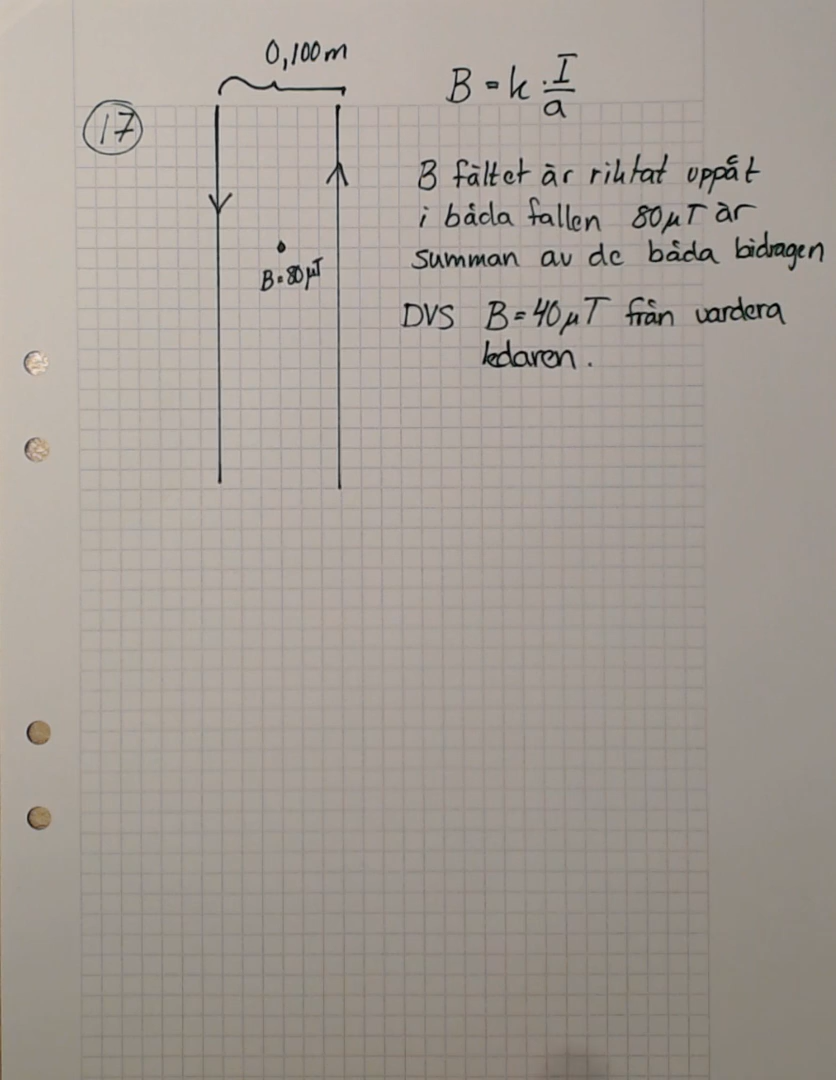 0,100m
B = k · I/a
17
B fältet är riktat uppåt
i båda fallen 80µT är
summan av de båda bidragen
B=80µT
DVS B=40µT från vardera
ledaren.